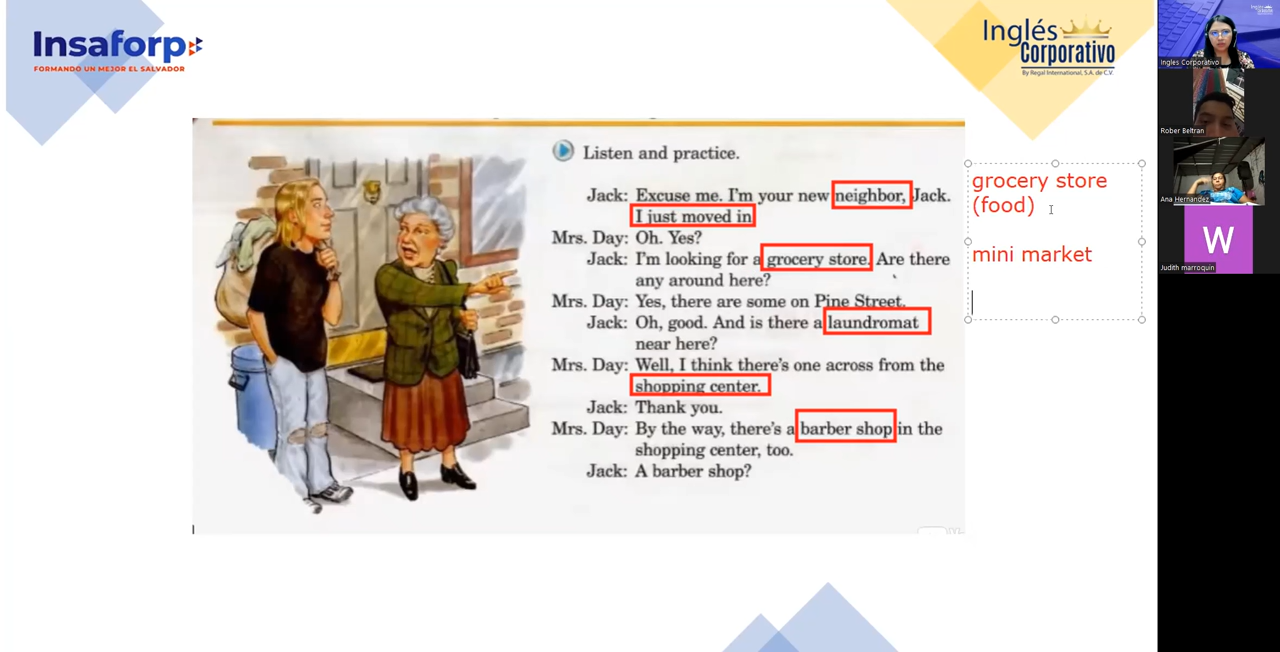 Insaforp
FORMANDO UN MEJOR EL SALVADOR
Inglés
Corporativo
By Regal International, S.A. de C.V.
Listen and practice.
Jack: Excuse me. I'm your new neighbor, Jack.
I just moved in
Mrs. Day: Oh. Yes?
Jack: I'm looking for a grocery store. Are there
any around here?
Mrs. Day: Yes, there are some on Pine Street.
Jack: Oh, good. And is there a laundromat
near here?
Mrs. Day: Well, I think there's one across from the
shopping center.
Jack: Thank you.
Mrs. Day: By the way, there's a barber shop in the
shopping center, too.
Jack: A barber shop?
grocery store
(food)
mini market
Ingles Corporativo
Rober Beltran
Ana Hernandez
W
Judith marroquin